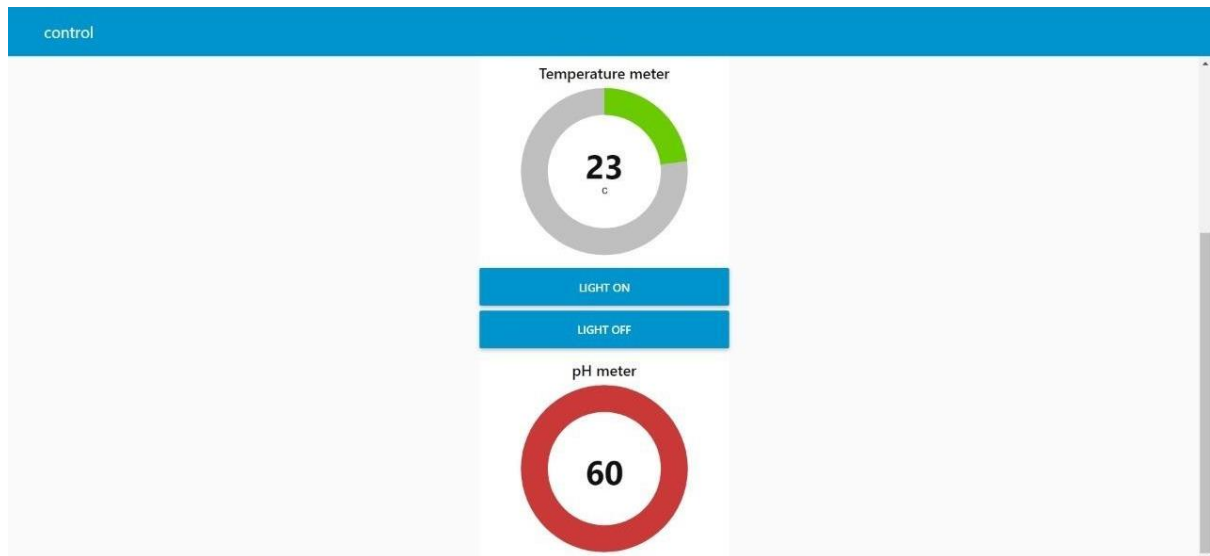 control
Temperature meter
23
c
LIGHT ON
LIGHT OFF
pH meter
60